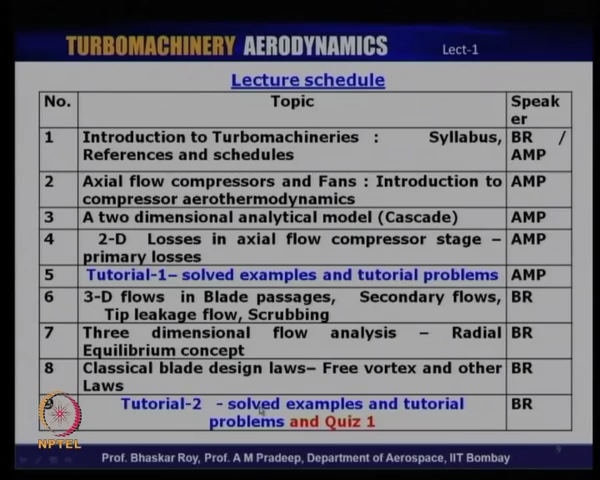 TURBOMACHINERY AERODYNAMICS Lect-1
Lecture schedule
No. Topic Speak
er
1 Introduction to Turbomachineries : Syllabus, BR /
References and schedules AMP
2 Axial flow compressors and Fans : Introduction to AMP
compressor aerothermodynamics
3 A two dimensional analytical model (Cascade) AMP
4 2-D Losses in axial flow compressor stage – AMP
primary losses
5 Tutorial-1– solved examples and tutorial problems AMP
6 3-D flows in Blade passages, Secondary flows, BR
Tip leakage flow, Scrubbing
7 Three dimensional flow analysis – Radial BR
Equilibrium concept
8 Classical blade design laws– Free vortex and other BR
Laws
9 Tutorial-2 - solved examples and tutorial BR
problems and Quiz 1
NPTEL
Prof. Bhaskar Roy, Prof. A M Pradeep, Department of Aerospace, IIT Bombay